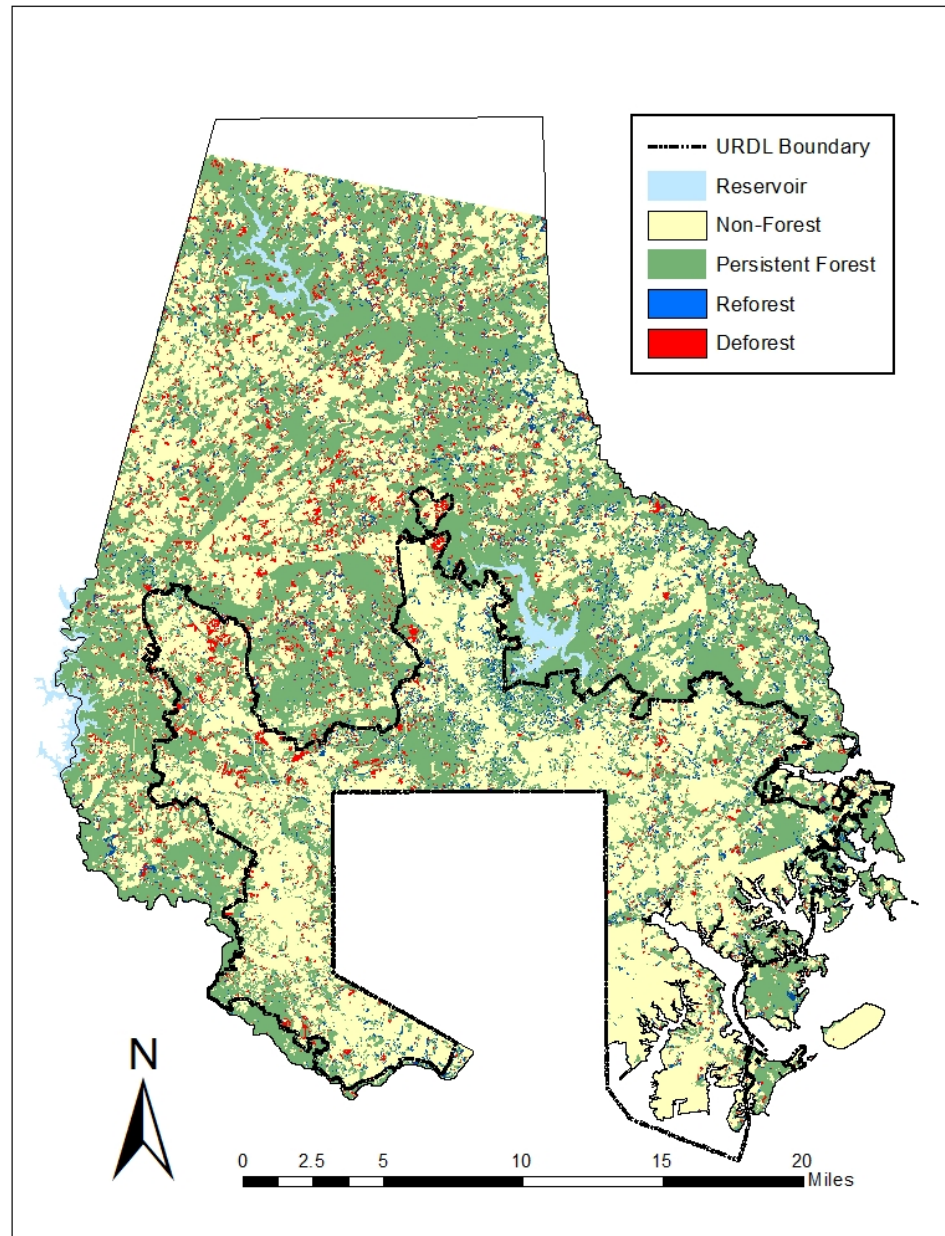 URDL Boundary
Reservoir
Non-Forest
Persistent Forest
Reforest
Deforest
N
0 2.5 5 10 15 20
Miles